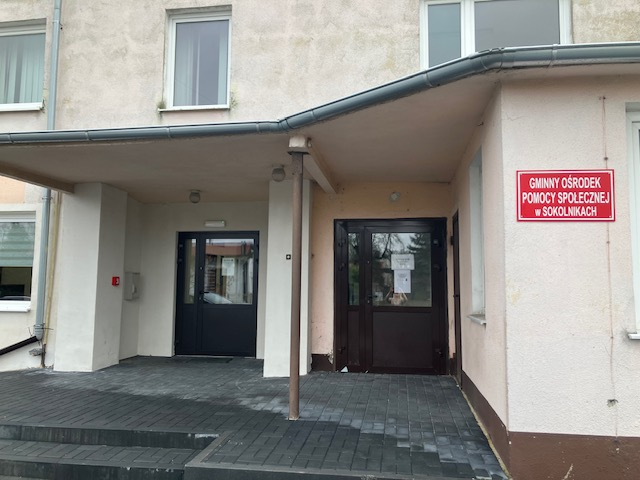 GMINNY OŚRODEK
POMOCY SPOŁECZNEJ
w SOKOLNIKACH